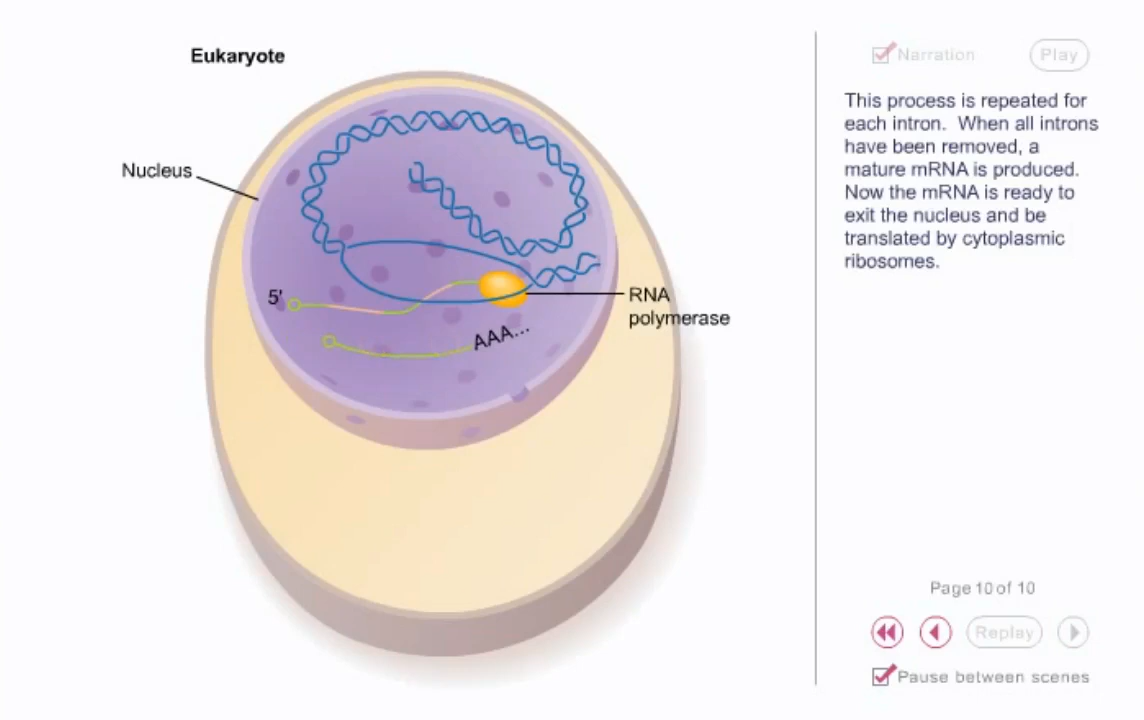 Eukaryote
Nucleus
5'
AAA...
RNA
polymerase
Narration
Play
This process is repeated for
each intron.  When all introns
have been removed, a
mature mRNA is produced.
Now the mRNA is ready to
exit the nucleus and be
translated by cytoplasmic
ribosomes.
Page 10 of 10
Replay
Pause between scenes